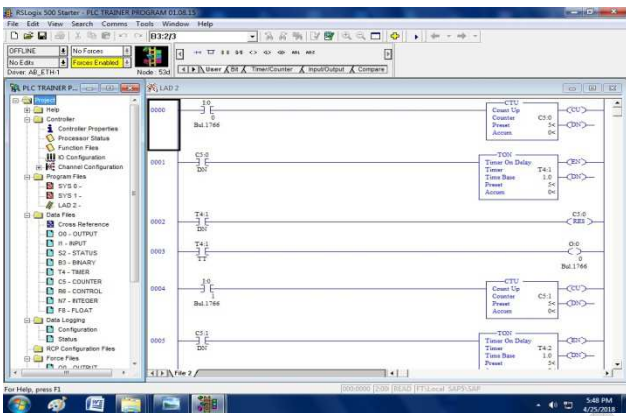 RSLogix 500 Starter - PLC TRAINER PROGRAM 01.06.15
File Edit View Search Comms Tools Window Help
B3:2/3
OFFLINE No Forces
No Edits Forces Enabled
Driver: AB_ETH-1 Node: 53d
User Bit Timer/Counter Input/Output Compare
PLC TRAINER P...
Project
Help
Controller
Controller Properties
Processor Status
Function Files
IO Configuration
Channel Configuration
Program Files
SYS 0 -
SYS 1 -
LAD 2 -
Data Files
Cross Reference
O0 - OUTPUT
I1 - INPUT
S2 - STATUS
B3 - BINARY
T4 - TIMER
C5 - COUNTER
R6 - CONTROL
N7 - INTEGER
F8 - FLOAT
Data Logging
Configuration
Status
RCP Configuration Files
Force Files
O0 - OUTPUT
LAD 2
0000
I:0
0
Bul.1766
CTU
Count Up
Counter C5:0
Preset 5<
Accum 0<
CU
DN
0001
C5:0
DN
TON
Timer On Delay
Timer T4:1
Time Base 1.0
Preset 5<
Accum 0<
EN
DN
0002
T4:1
DN
C5:0
RES
0003
T4:1
TT
O:0
0
Bul.1766
0004
I:0
1
Bul.1766
CTU
Count Up
Counter C5:1
Preset 5<
Accum 0<
CU
DN
0005
C5:1
DN
TON
Timer On Delay
Timer T4:2
Time Base 1.0
Preset 5<
EN
DN
File 2
For Help, press F1
READ
5:48 PM
4/25/2018